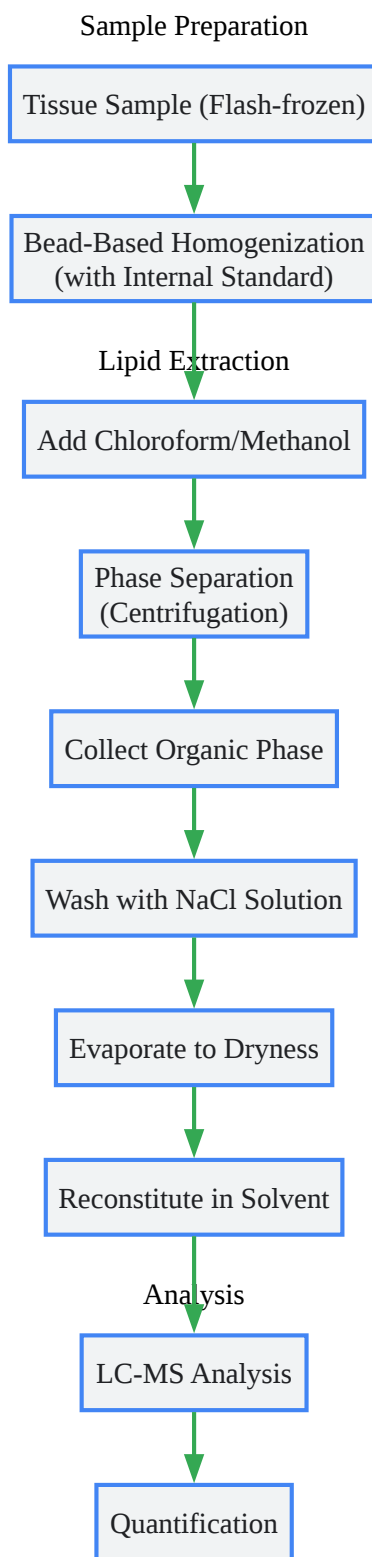 Sample Preparation
Tissue Sample (Flash-frozen)
Bead-Based Homogenization
(with Internal Standard)
Lipid Extraction
Add Chloroform/Methanol
Phase Separation
(Centrifugation)
Collect Organic Phase
Wash with NaCl Solution
Evaporate to Dryness
Reconstitute in Solvent
Analysis
LC-MS Analysis
Quantification